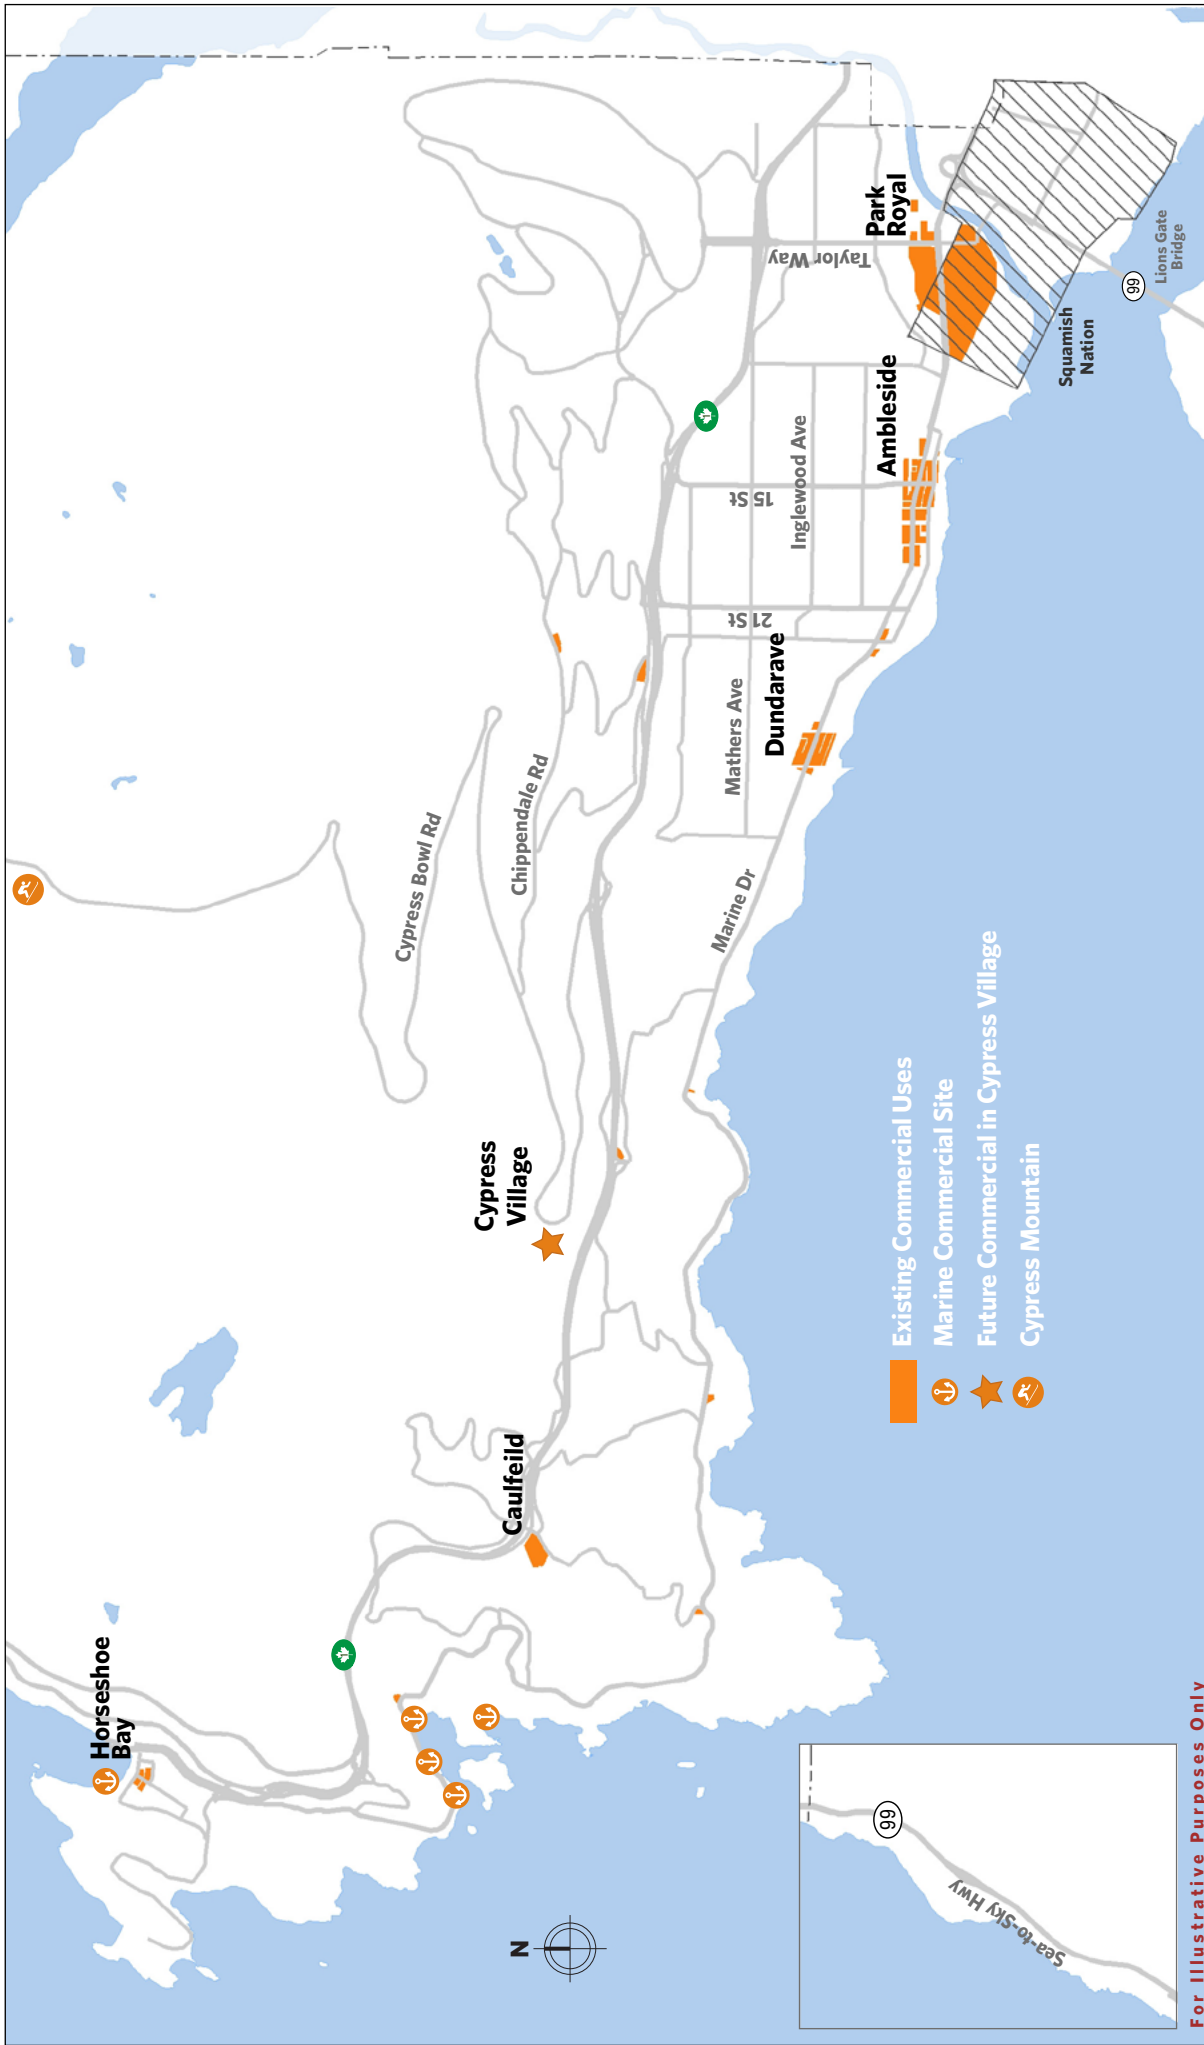 Horseshoe
Bay
Caulfeild
Cypress
Village
Cypress Bowl Rd
Chippendale Rd
Marine Dr
Mathers Ave
Dundarave
21 St
15 St
Inglewood Ave
Ambleside
Taylor Way
Park
Royal
Squamish
Nation
99
Lions Gate
Bridge
1
1
N
Existing Commercial Uses
Marine Commercial Site
Future Commercial in Cypress Village
Cypress Mountain
99
Sea-to-Sky Hwy
For Illustrative Purposes Only